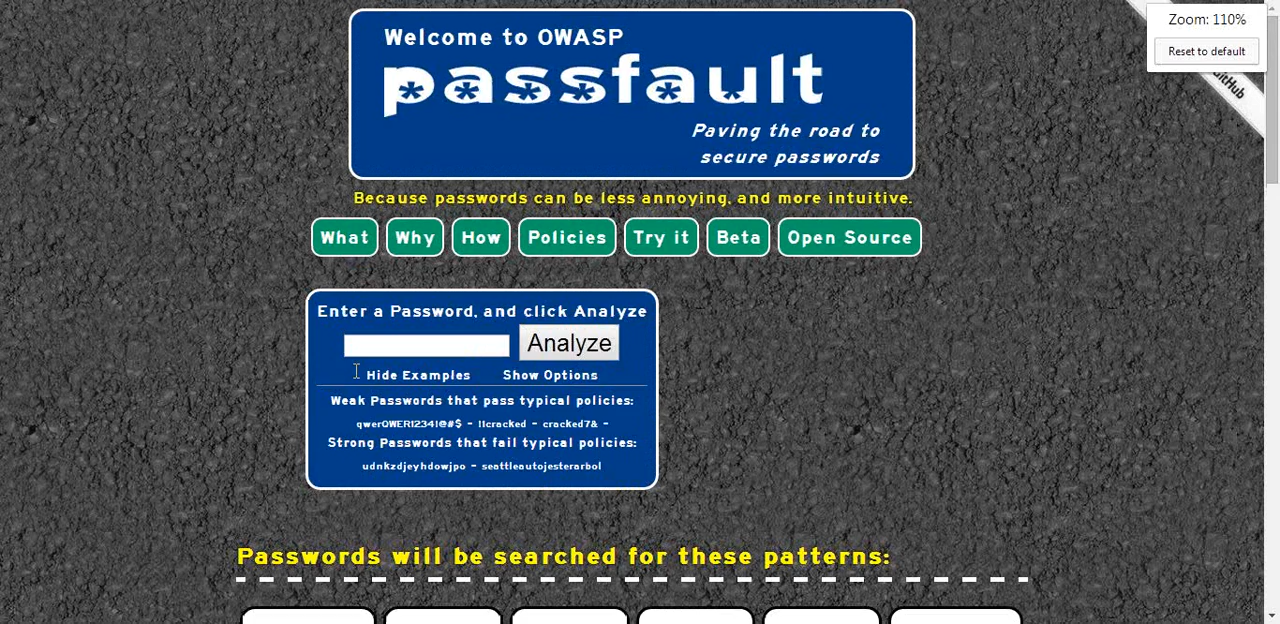 Zoom: 110%
Reset to default
Welcome to OWASP
passfault
Paving the road to
secure passwords
Because passwords can be less annoying, and more intuitive.
What Why How Policies Try it Beta Open Source
Enter a Password, and click Analyze
Analyze
Hide Examples Show Options
Weak Passwords that pass typical policies:
qwerQWER1234!@#$ - !1cracked - cracked7& -
Strong Passwords that fail typical policies:
udnkzdjeyhdowjpo - seattleautojesterarbol
Passwords will be searched for these patterns: